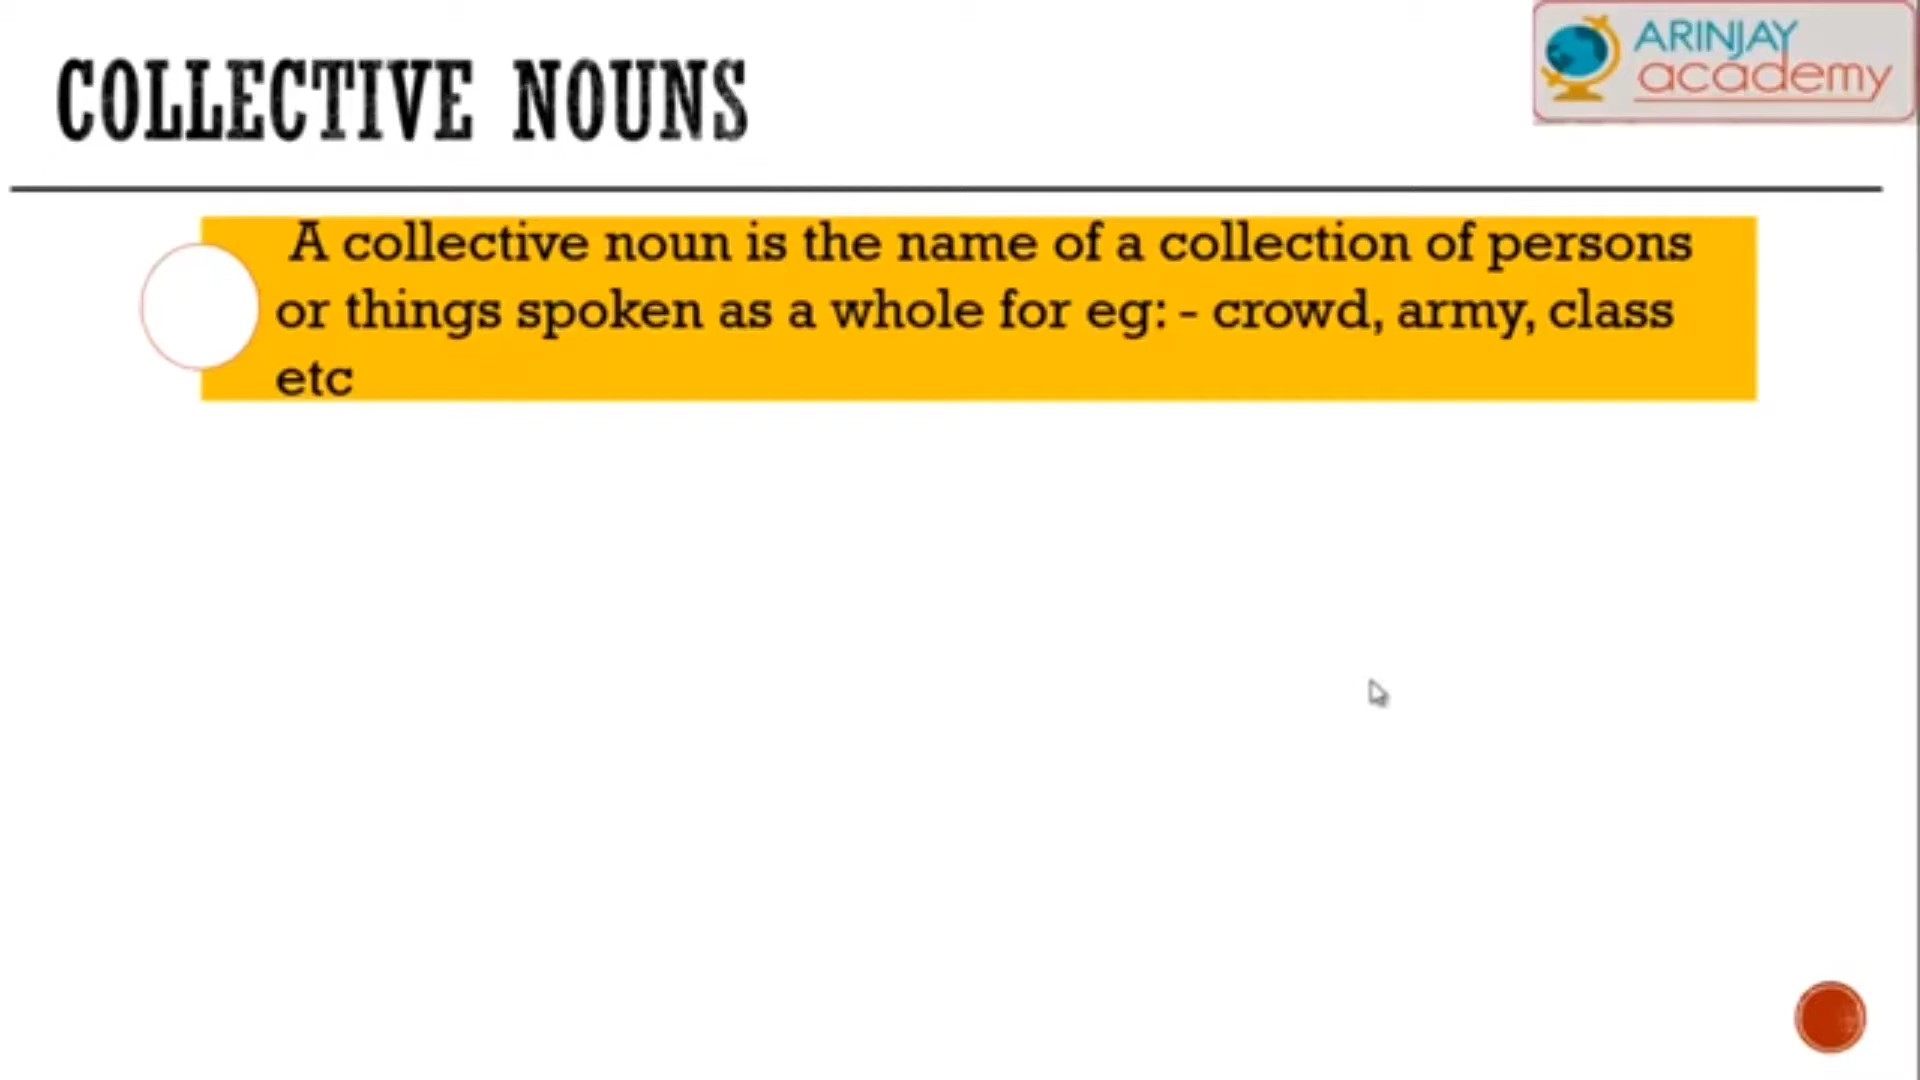 COLLECTIVE NOUNS
ARINJAY
academy
A collective noun is the name of a collection of persons
or things spoken as a whole for eg: - crowd, army, class
etc